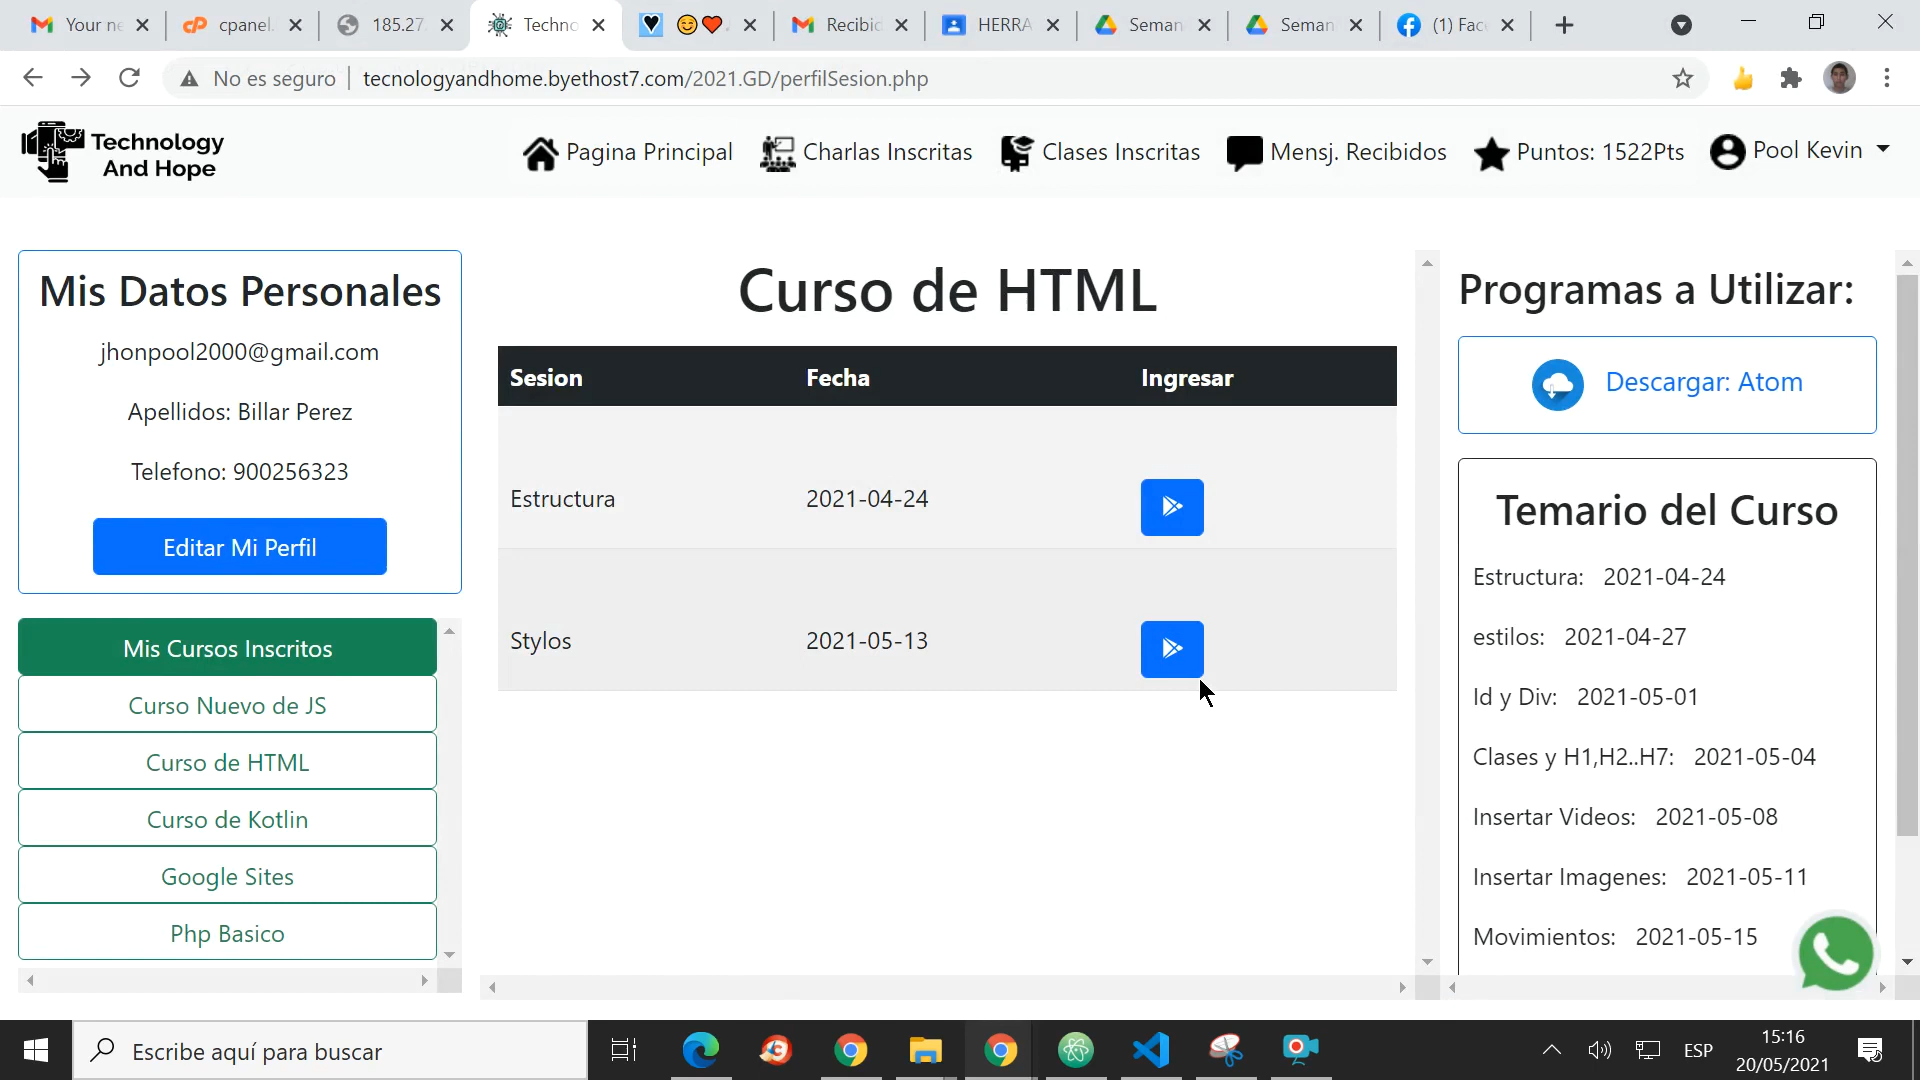 Your ne
cpanel.
185.27.
Techno
Recibid
HERRA
Seman
Seman
(1) Fac
No es seguro
tecnologyandhome.byethost7.com/2021.GD/perfilSesion.php
Technology
And Hope
Pagina Principal
Charlas Inscritas
Clases Inscritas
Mensj. Recibidos
Puntos: 1522Pts
Pool Kevin
Mis Datos Personales
jhonpool2000@gmail.com
Apellidos: Billar Perez
Telefono: 900256323
Editar Mi Perfil
Mis Cursos Inscritos
Curso Nuevo de JS
Curso de HTML
Curso de Kotlin
Google Sites
Php Basico
Curso de HTML
Sesion Fecha Ingresar
Estructura 2021-04-24
Stylos 2021-05-13
Programas a Utilizar:
Descargar: Atom
Temario del Curso
Estructura: 2021-04-24
estilos: 2021-04-27
Id y Div: 2021-05-01
Clases y H1,H2..H7: 2021-05-04
Insertar Videos: 2021-05-08
Insertar Imagenes: 2021-05-11
Movimientos: 2021-05-15
Escribe aquí para buscar
ESP
15:16
20/05/2021